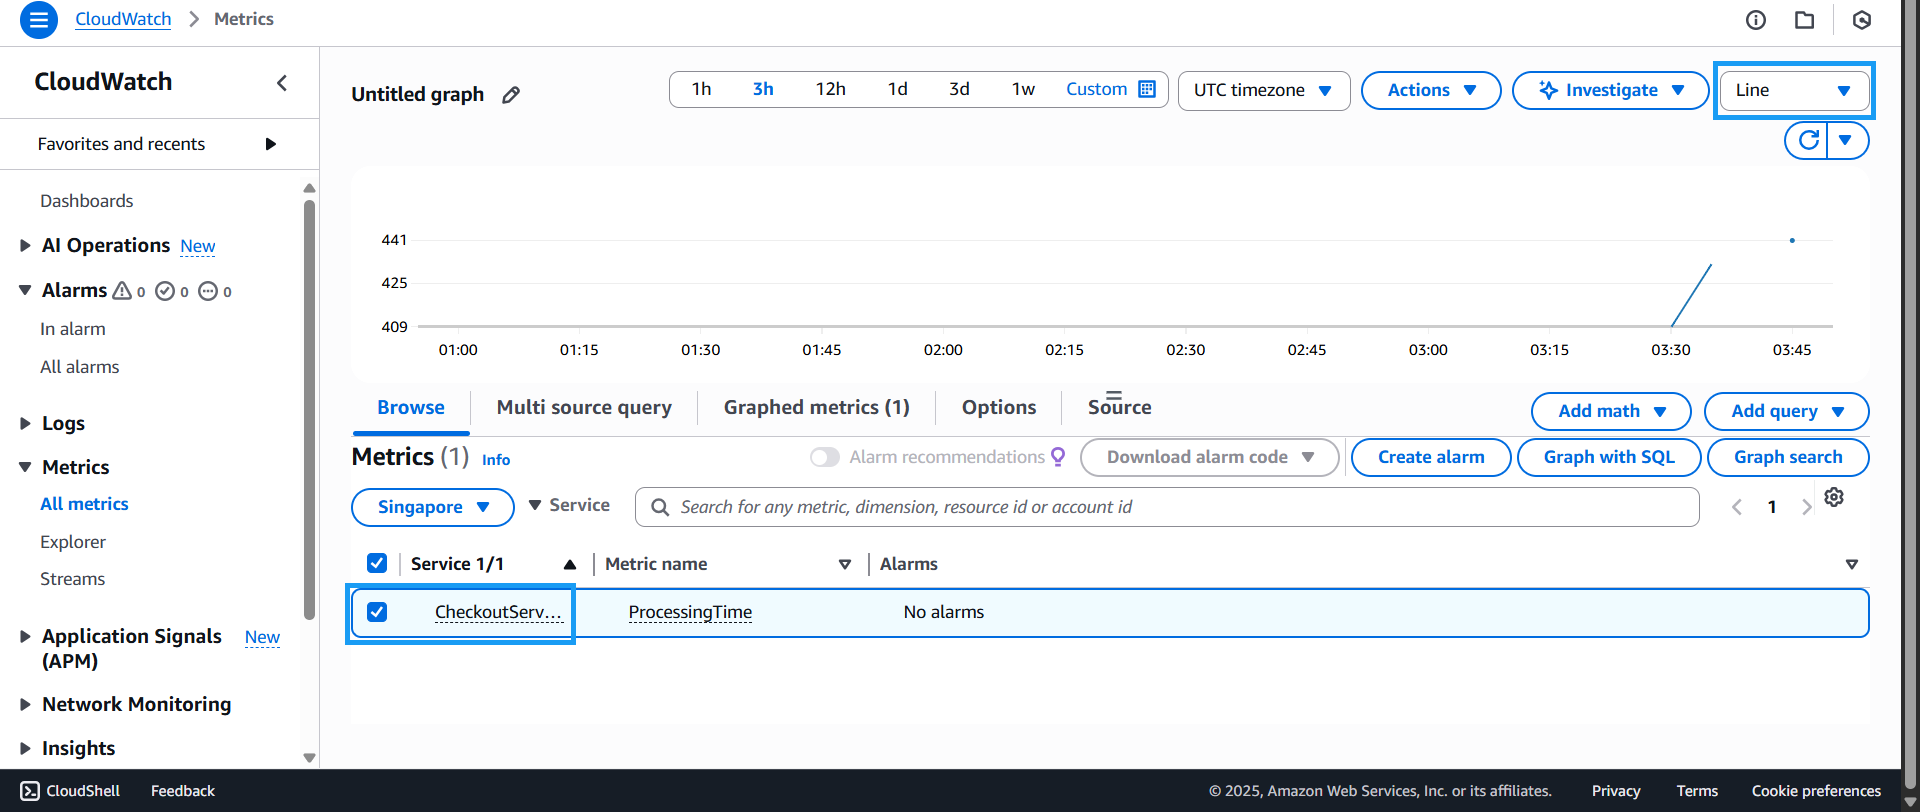 CloudWatch > Metrics
CloudWatch
Untitled graph
1h 3h 12h 1d 3d 1w Custom
UTC timezone
Actions
Investigate
Line
Favorites and recents
Dashboards
AI Operations New
Alarms 0 0 0
In alarm
All alarms
Logs
Metrics
All metrics
Explorer
Streams
Application Signals New
(APM)
Network Monitoring
Insights
441
425
409
01:00 01:15 01:30 01:45 02:00 02:15 02:30 02:45 03:00 03:15 03:30 03:45
Browse Multi source query Graphed metrics (1) Options Source
Add math Add query
Metrics (1) Info
Alarm recommendations
Download alarm code
Create alarm
Graph with SQL
Graph search
Singapore
Service
Search for any metric, dimension, resource id or account id
1
Service 1/1 Metric name Alarms
CheckoutServ... ProcessingTime No alarms
CloudShell Feedback
© 2025, Amazon Web Services, Inc. or its affiliates. Privacy Terms Cookie preferences